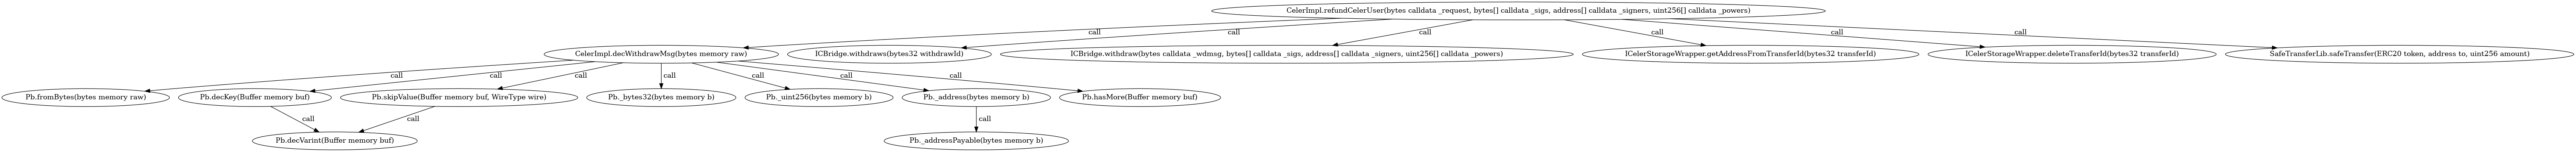 CelerImpl.refundCelerUser(bytes calldata _request, bytes[] calldata _sigs, address[] calldata _signers, uint256[] calldata _powers)
call
call
call
call
call
call
CelerImpl.decWithdrawMsg(bytes memory raw)
ICBridge.withdraws(bytes32 withdrawId)
ICBridge.withdraw(bytes calldata _wdmsg, bytes[] calldata _sigs, address[] calldata _signers, uint256[] calldata _powers)
ICelerStorageWrapper.getAddressFromTransferId(bytes32 transferId)
ICelerStorageWrapper.deleteTransferId(bytes32 transferId)
SafeTransferLib.safeTransfer(ERC20 token, address to, uint256 amount)
call
call
call
call
call
call
call
Pb.fromBytes(bytes memory raw)
Pb.decKey(Buffer memory buf)
Pb.skipValue(Buffer memory buf, WireType wire)
Pb._bytes32(bytes memory b)
Pb._uint256(bytes memory b)
Pb._address(bytes memory b)
Pb.hasMore(Buffer memory buf)
call
call
call
Pb.decVarint(Buffer memory buf)
Pb._addressPayable(bytes memory b)